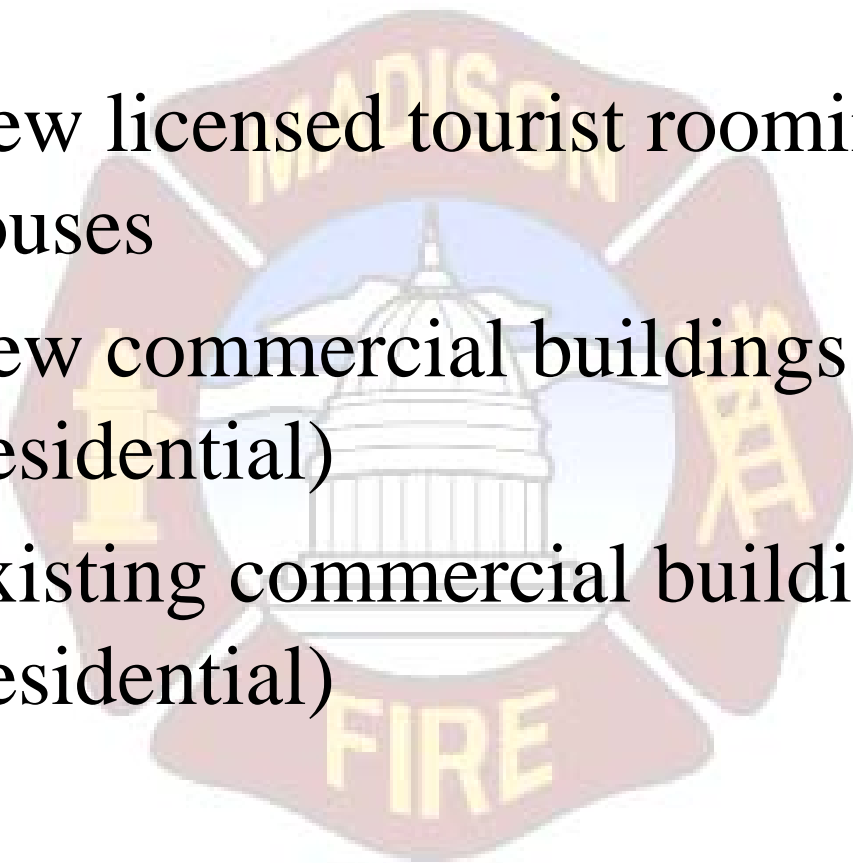 MADISON
ew licensed tourist roomi
ouses
ew commercial buildings
esidential)
xisting commercial buildi
esidential)
FIRE